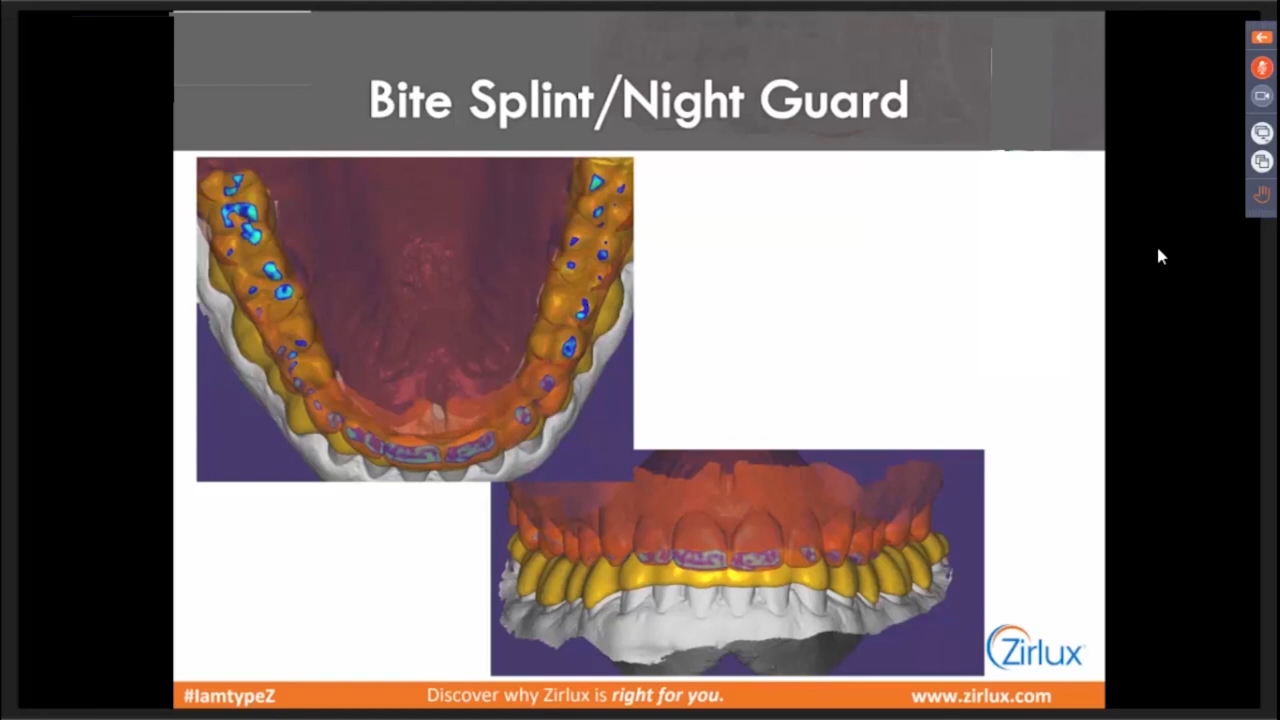 Bite Splint/Night Guard
Zirlux
#IamtypeZ
Discover why Zirlux is right for you.
www.zirlux.com